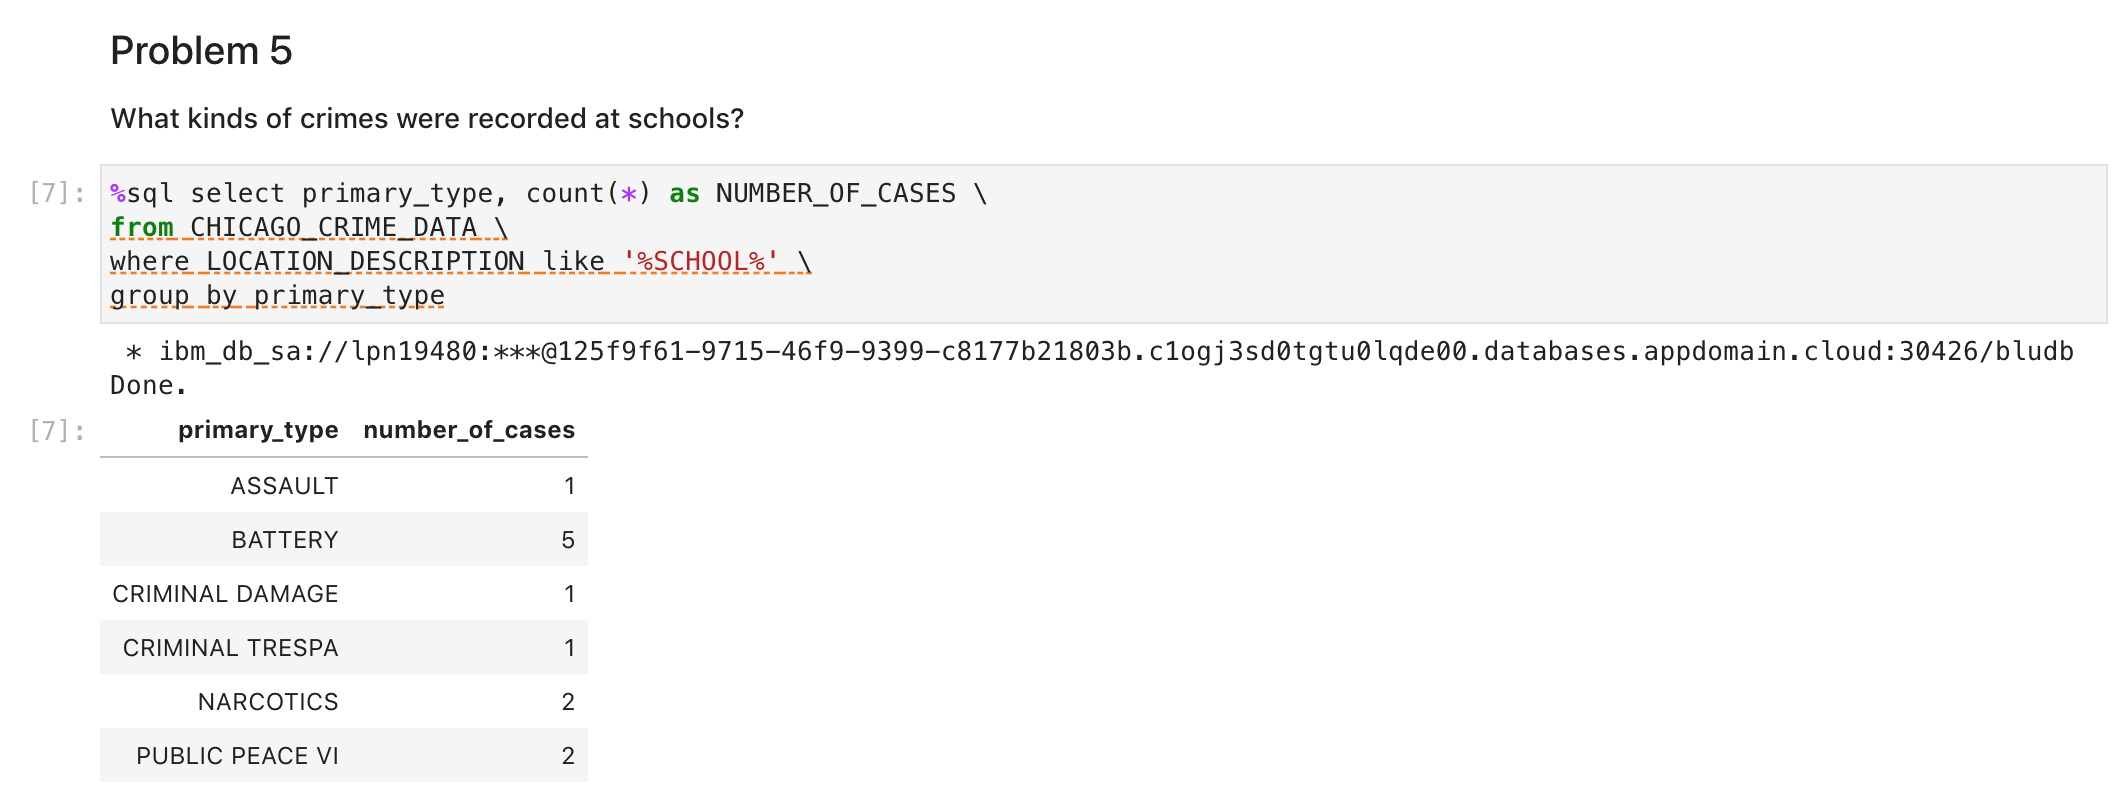 Problem 5
What kinds of crimes were recorded at schools?
[7]: %sql select primary_type, count(*) as NUMBER_OF_CASES \
from CHICAGO_CRIME_DATA \
where LOCATION_DESCRIPTION like '%SCHOOL%' \
group by primary_type
* ibm_db_sa://lpn19480:***@125f9f61-9715-46f9-9399-c8177b21803b.c1ogj3sd0tgtu0lqde00.databases.appdomain.cloud:30426/bludb
Done.
[7]: primary_type number_of_cases
ASSAULT 1
BATTERY 5
CRIMINAL DAMAGE 1
CRIMINAL TRESPA 1
NARCOTICS 2
PUBLIC PEACE VI 2